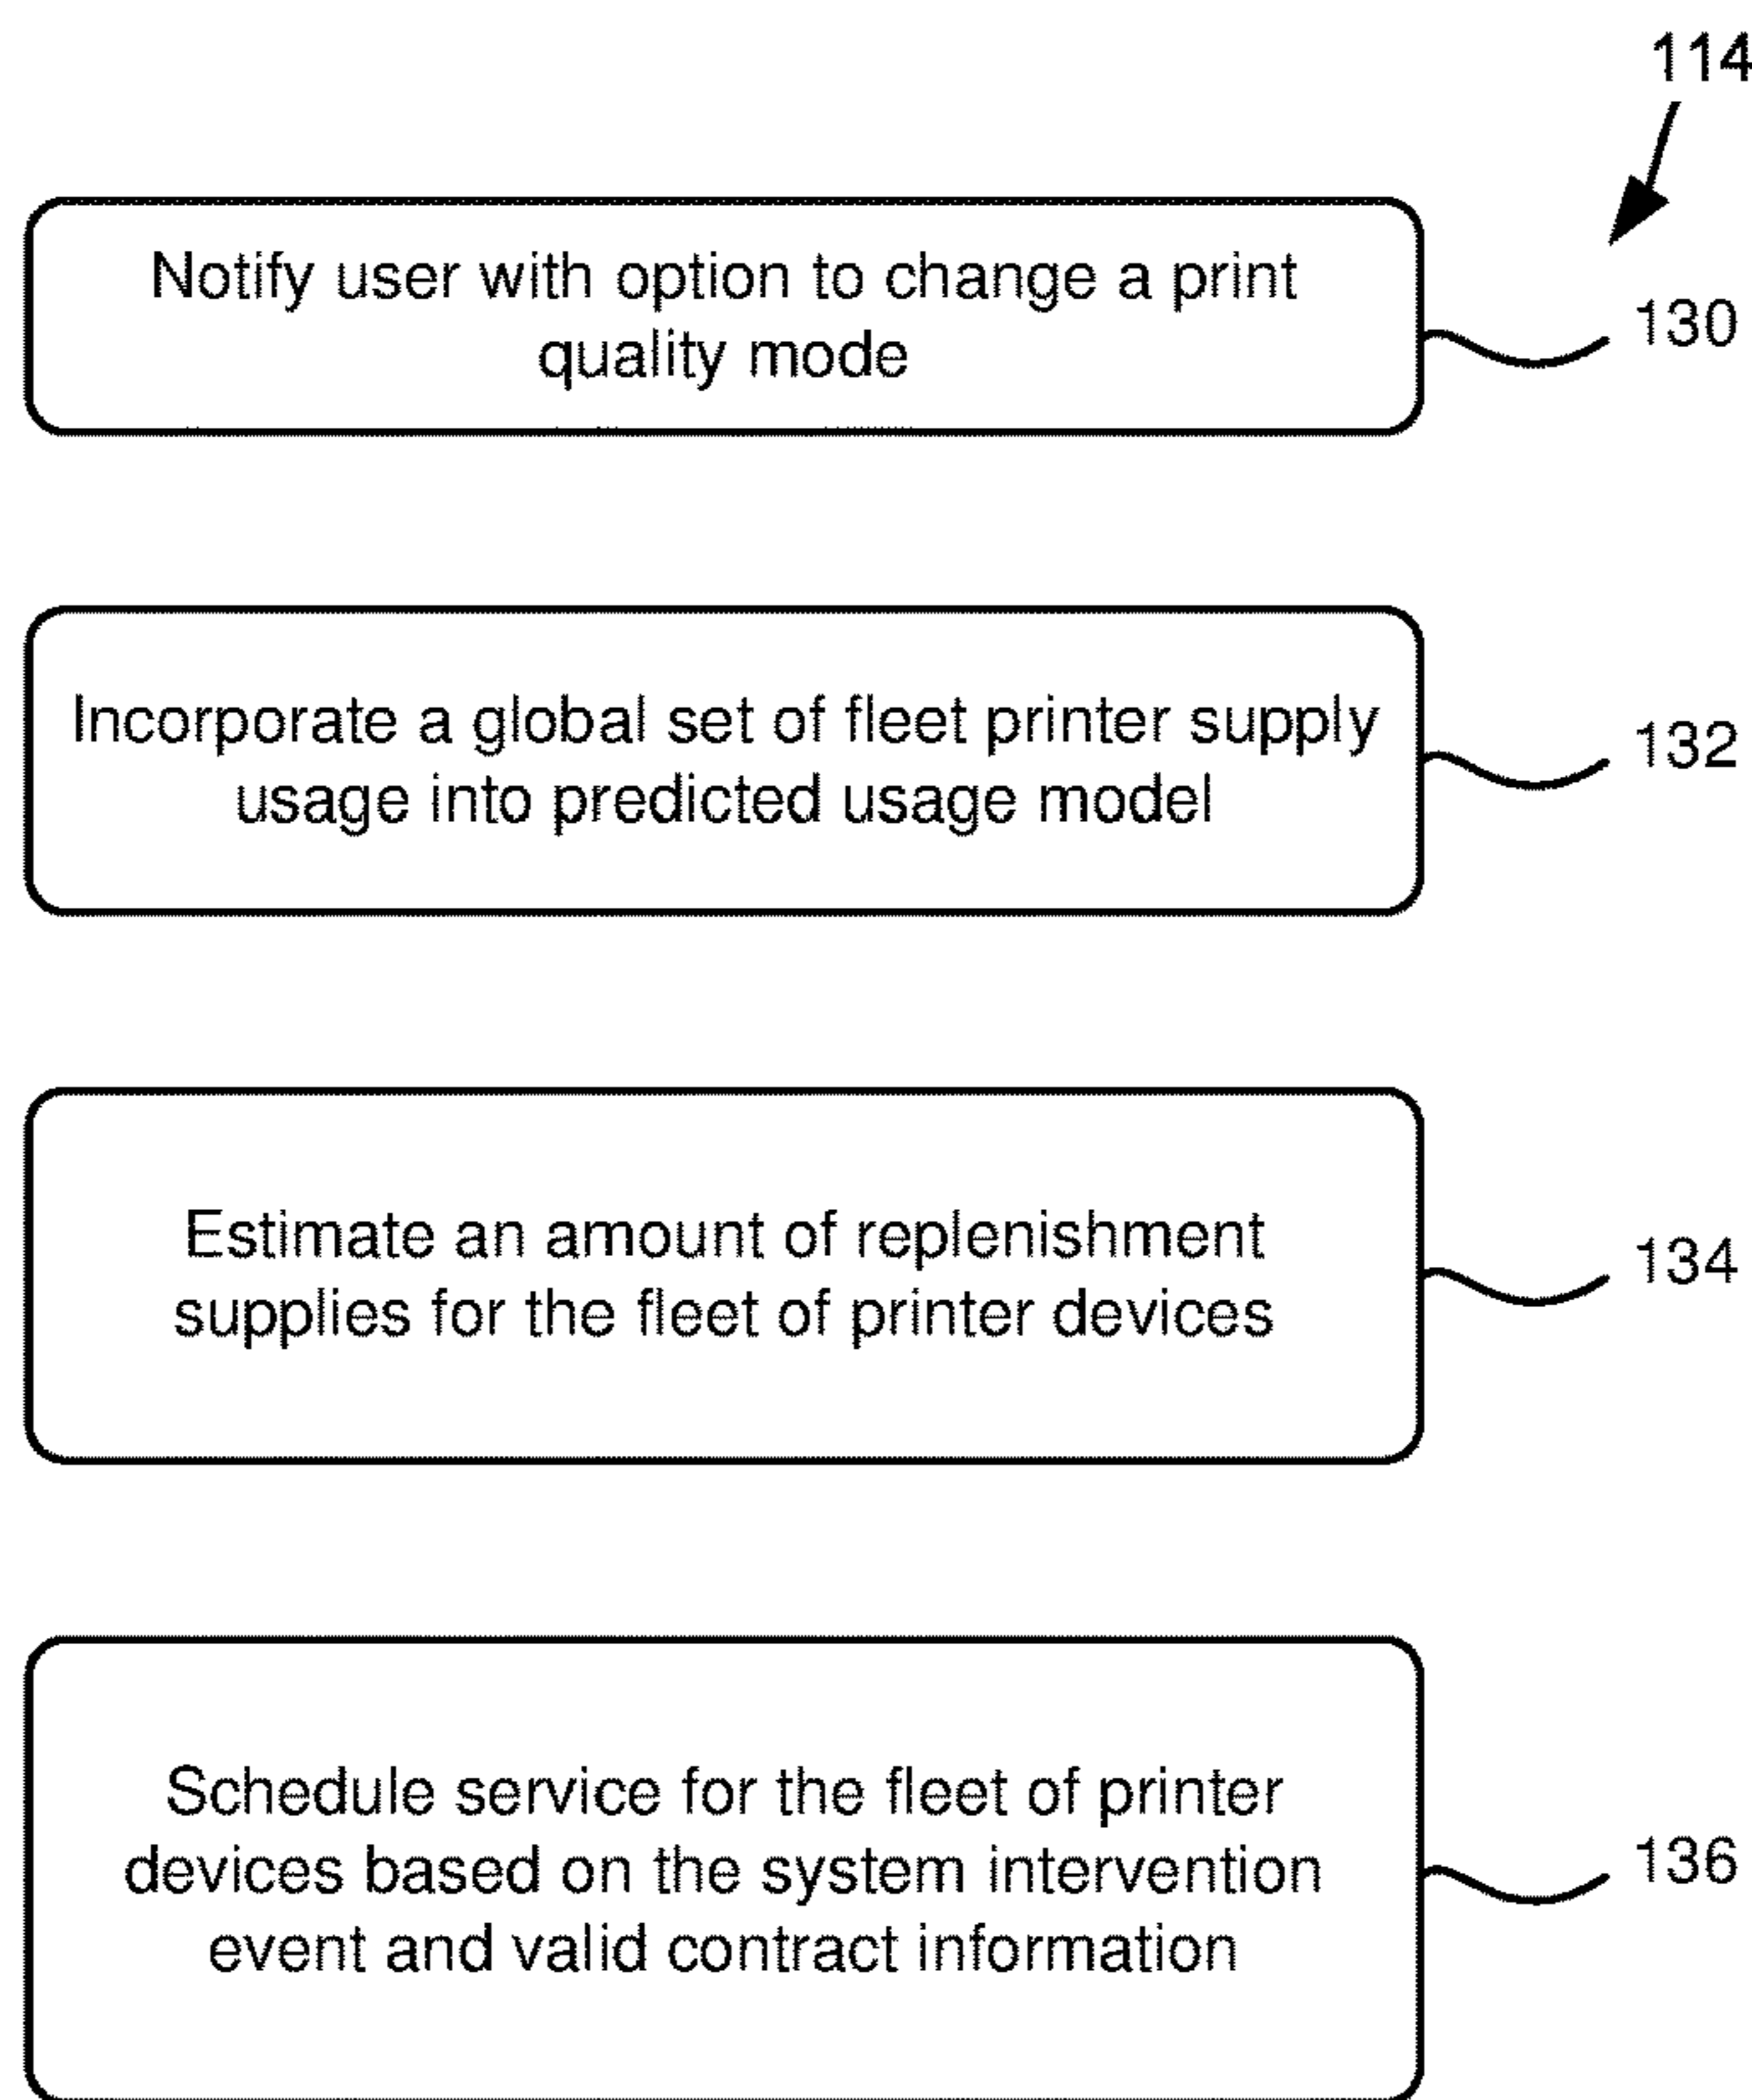 114
Notify user with option to change a print
quality mode
130
Incorporate a global set of fleet printer supply
usage into predicted usage model
132
Estimate an amount of replenishment
supplies for the fleet of printer devices
134
Schedule service for the fleet of printer
devices based on the system intervention
event and valid contract information
136